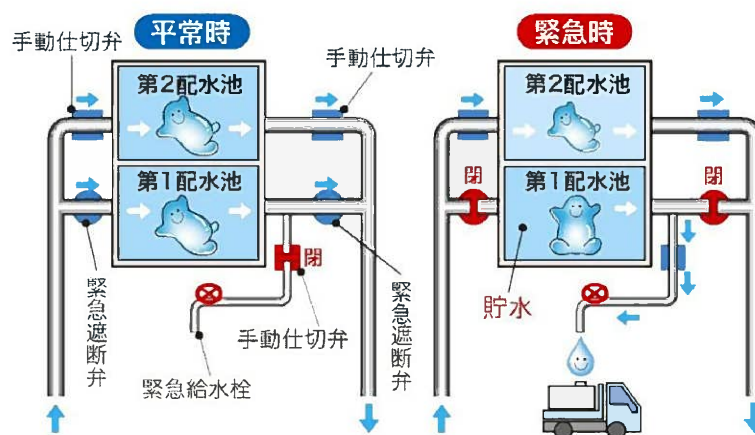 平常時
手動仕切弁
手動仕切弁
第2配水池
第1配水池
閉
緊急遮断弁
手動仕切弁
緊急遮断弁
緊急給水栓
緊急時
第2配水池
閉
第1配水池
閉
貯水